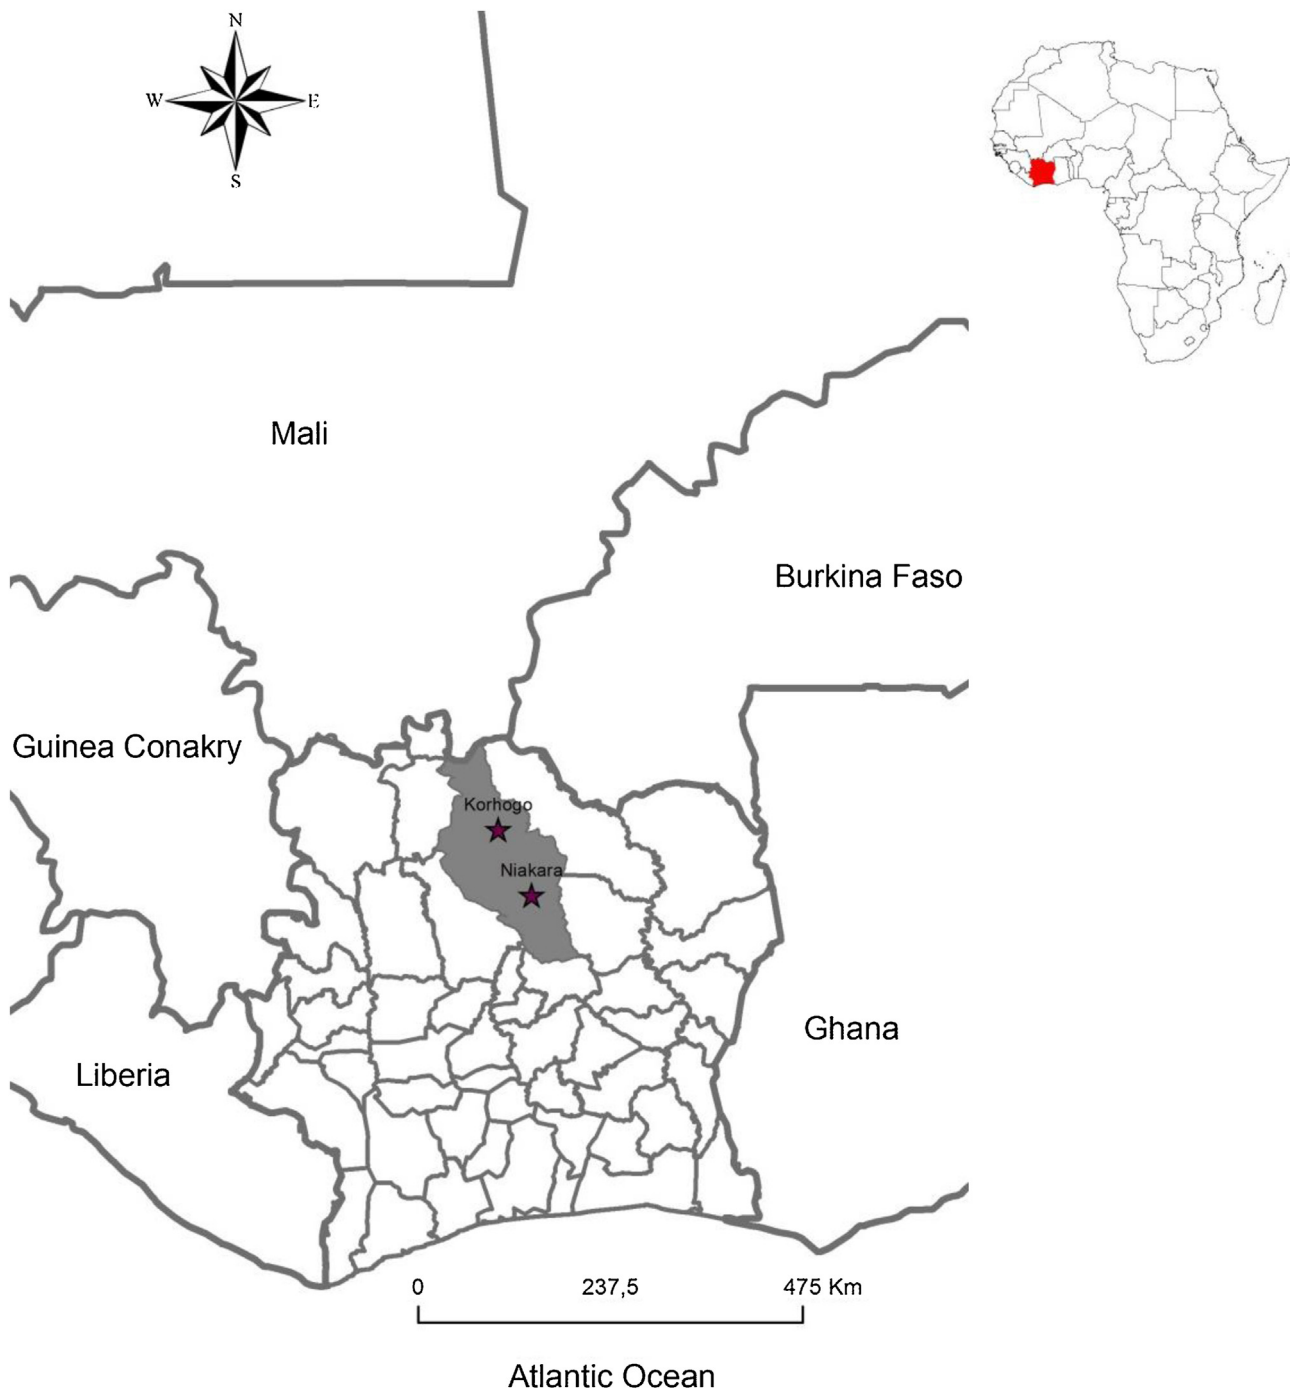 N
W
E
S
Mali
Burkina Faso
Guinea Conakry
Korhogo
Niakara
Ghana
Liberia
0
237,5
475 Km
Atlantic Ocean